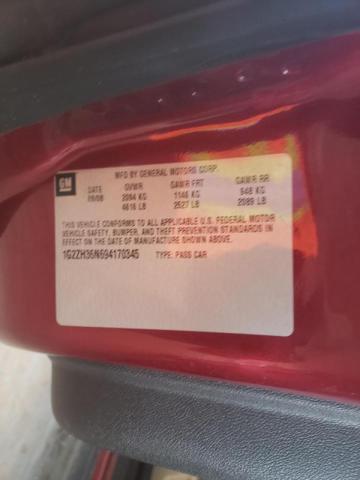 GM
MFG BY GENERAL MOTORS CORP
DATE GVWR GAWR FRT GAWR RR
09/08 2094 KG 1146 KG 948 KG
4616 LB 2527 LB 2089 LB
THIS VEHICLE CONFORMS TO ALL APPLICABLE U.S. FEDERAL MOTOR
VEHICLE SAFETY, BUMPER, AND THEFT PREVENTION STANDARDS IN
EFFECT ON THE DATE OF MANUFACTURE SHOWN ABOVE.
1G2ZH36N694170345 TYPE: PASS CAR